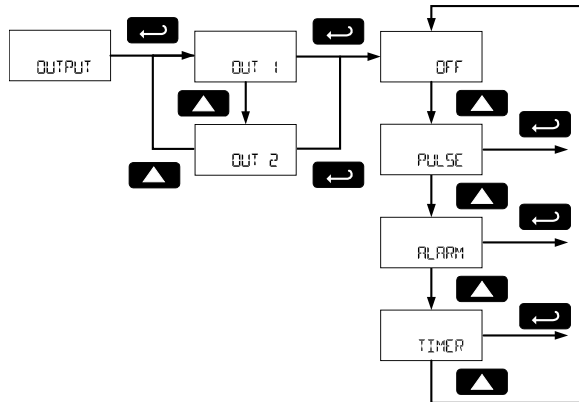 OUTPUT
OUT 1
OFF
OUT 2
PULSE
ALARM
TIMER